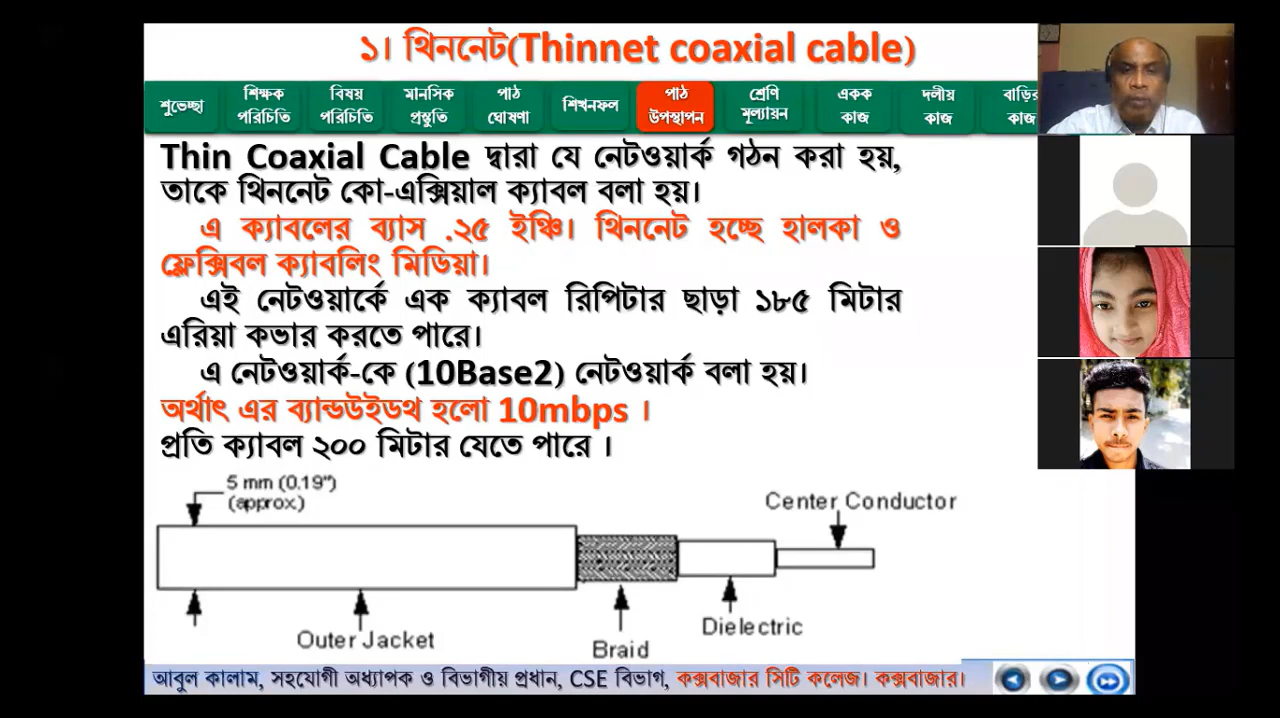 ১। থিননেট(Thinnet coaxial cable)
শুভেচ্ছা
শিক্ষক
পরিচিতি
বিষয়
পরিচিতি
মানসিক
প্রস্তুতি
পাঠ
ঘোষণা
শিখনফল
পাঠ
উপস্থাপন
শ্রেণি
মূল্যায়ন
একক
কাজ
দলীয়
কাজ
বাড়ির
কাজ
Thin Coaxial Cable দ্বারা যে নেটওয়ার্ক গঠন করা হয়,
তাকে থিননেট কো-এক্সিয়াল ক্যাবল বলা হয়।
এ ক্যাবলের ব্যাস .২৫ ইঞ্চি। থিননেট হচ্ছে হালকা ও
ফ্লেক্সিবল ক্যাবলিং মিডিয়া।
এই নেটওয়ার্কে এক ক্যাবল রিপিটার ছাড়া ১৮৫ মিটার
এরিয়া কভার করতে পারে।
এ নেটওয়ার্ক-কে (10Base2) নেটওয়ার্ক বলা হয়।
অর্থাৎ এর ব্যান্ডউইডথ হলো 10mbps ।
প্রতি ক্যাবল ২০০ মিটার যেতে পারে ।
5 mm (0.19")
(approx.)
Center Conductor
Outer Jacket
Braid
Dielectric
আবুল কালাম, সহযোগী অধ্যাপক ও বিভাগীয় প্রধান, CSE বিভাগ, কক্সবাজার সিটি কলেজ। কক্সবাজার।